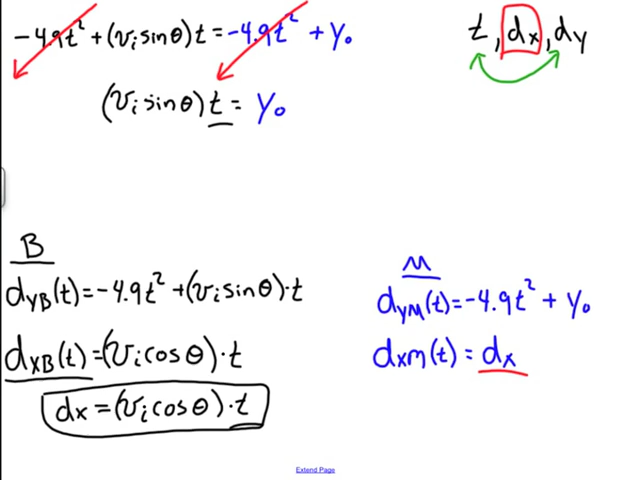 -4.9t² + (vᵢ sinθ)t = -4.9t² + y₀
t, dx, dy
(vᵢ sinθ) t = y₀
B
dyB(t) = -4.9t² + (vᵢ sinθ)·t
dxB(t) = (vᵢ cosθ)·t
dx = (vᵢ cosθ)·t
M
dyM(t) = -4.9t² + y₀
dxm(t) = dx
Extend Page